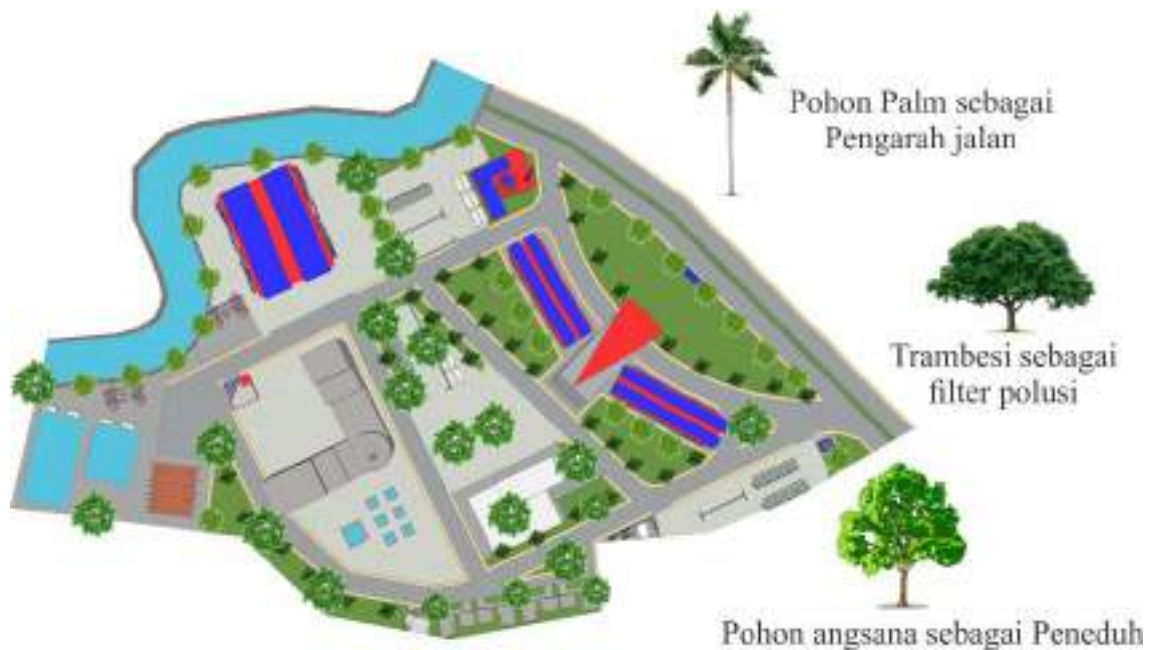 Pohon Palm sebagai
Pengarah jalan
Trambesi sebagai
filter polusi
Pohon angsana sebagai Peneduh